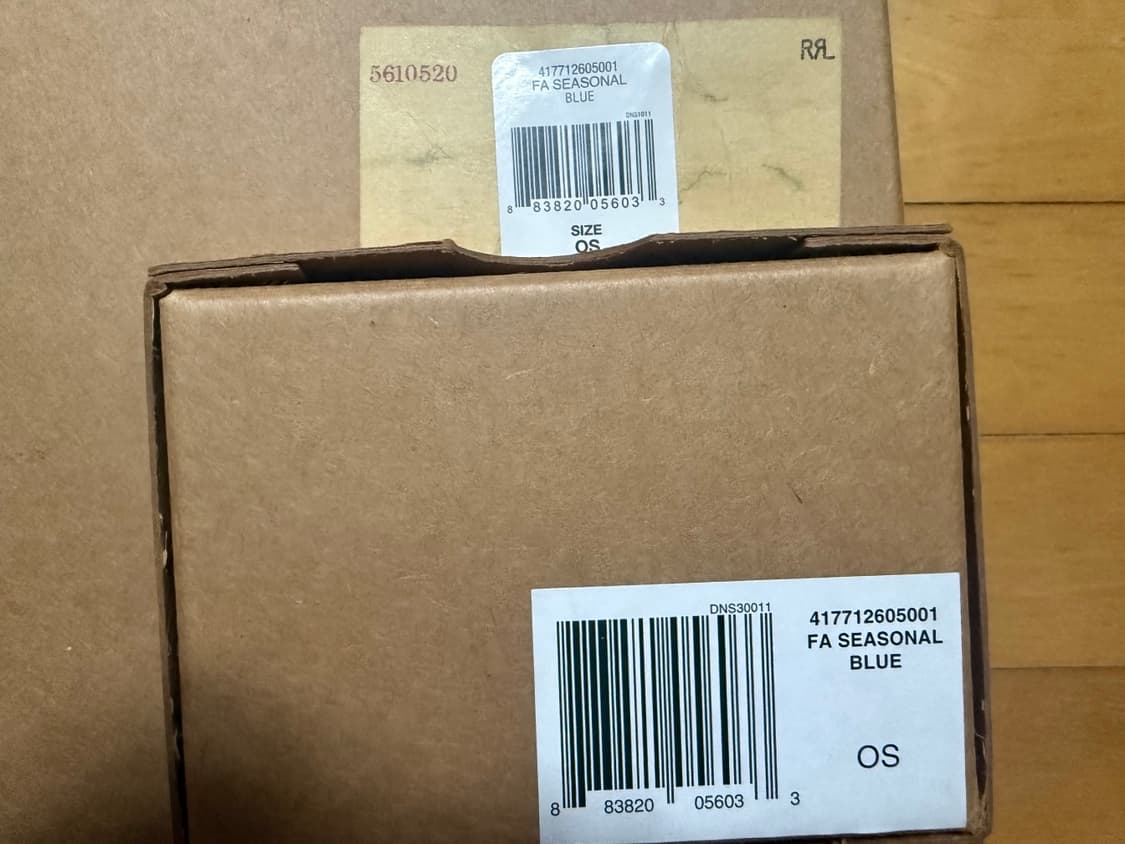 5610520
RRL
417712605001
FA SEASONAL
BLUE
DNS1011
8 83820 05603 3
SIZE
OS
DNS30011
417712605001
FA SEASONAL
BLUE
OS
8 83820 05603 3